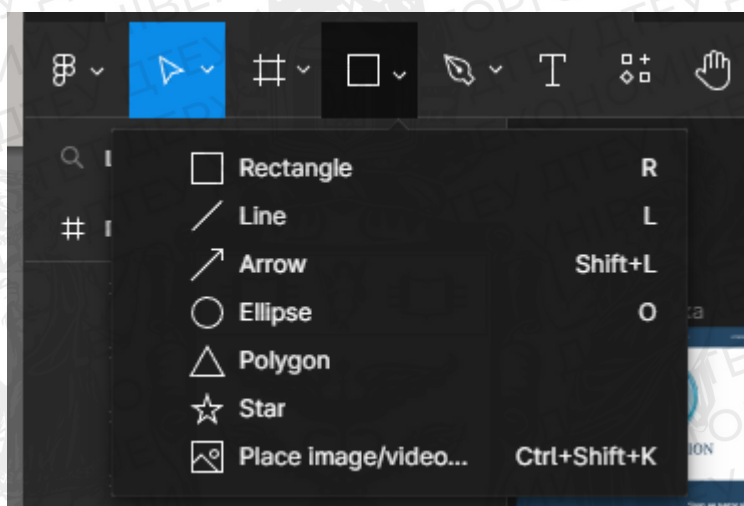 T
Rectangle R
Line L
Arrow Shift+L
Ellipse O
Polygon
Star
Place image/video... Ctrl+Shift+K